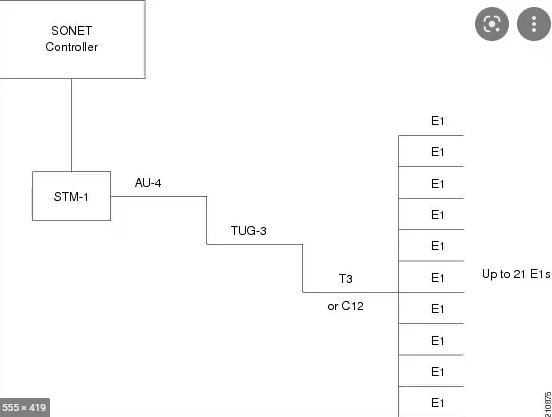 SONET
Controller
STM-1
AU-4
TUG-3
T3
or C12
E1
E1
E1
E1
E1
E1
E1
E1
E1
E1
Up to 21 E1s
210875
555 × 419